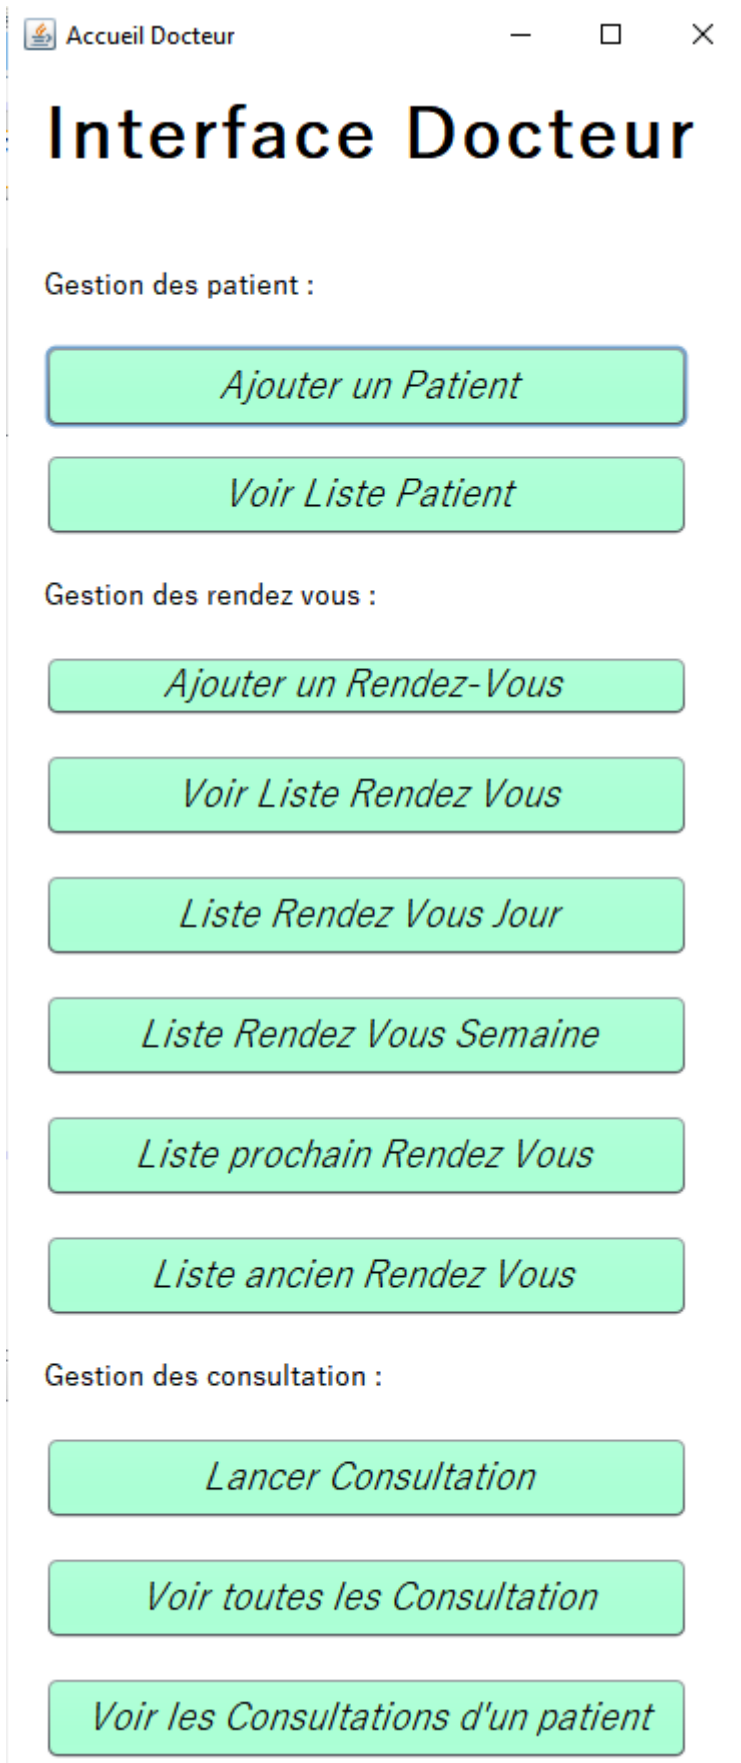 Accueil Docteur
Interface Docteur
Gestion des patient :
Ajouter un Patient
Voir Liste Patient
Gestion des rendez vous :
Ajouter un Rendez-Vous
Voir Liste Rendez Vous
Liste Rendez Vous Jour
Liste Rendez Vous Semaine
Liste prochain Rendez Vous
Liste ancien Rendez Vous
Gestion des consultation :
Lancer Consultation
Voir toutes les Consultation
Voir les Consultations d'un patient